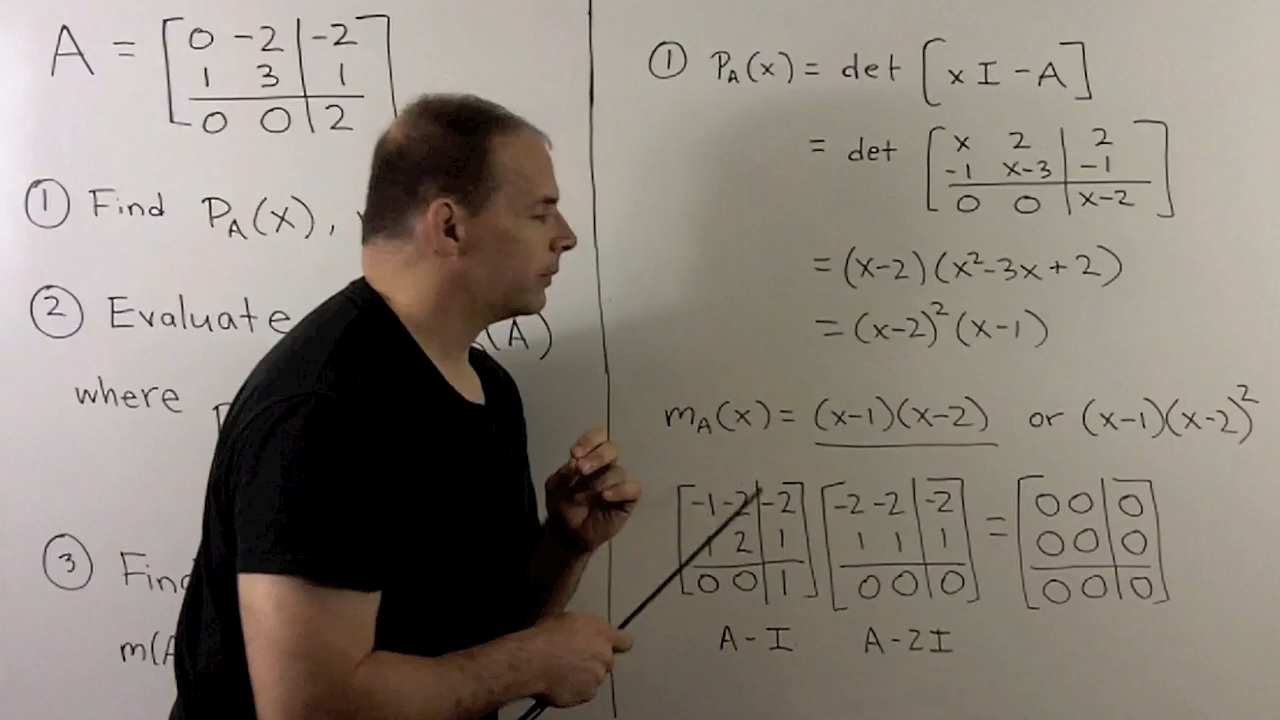 A = [ 0 -2 | -2
1 3 | 1
0 0 | 2 ]
① Find P_A(x),
② Evaluate (A)
where
③
m(A
① P_A(x) = det [ xI - A ]
= det [ x 2 | 2
-1 x-3 | -1
0 0 | x-2 ]
= (x-2)(x²-3x+2)
= (x-2)²(x-1)
m_A(x) = (x-1)(x-2) or (x-1)(x-2)²
[ -1 -2 | -2 ] [ -2 -2 | -2 ] = [ 0 0 | 0 ]
[ 1 2 | 1 ] [ 1 1 | 1 ] [ 0 0 | 0 ]
[ 0 0 | 1 ] [ 0 0 | 0 ] [ 0 0 | 0 ]
A - I A - 2I